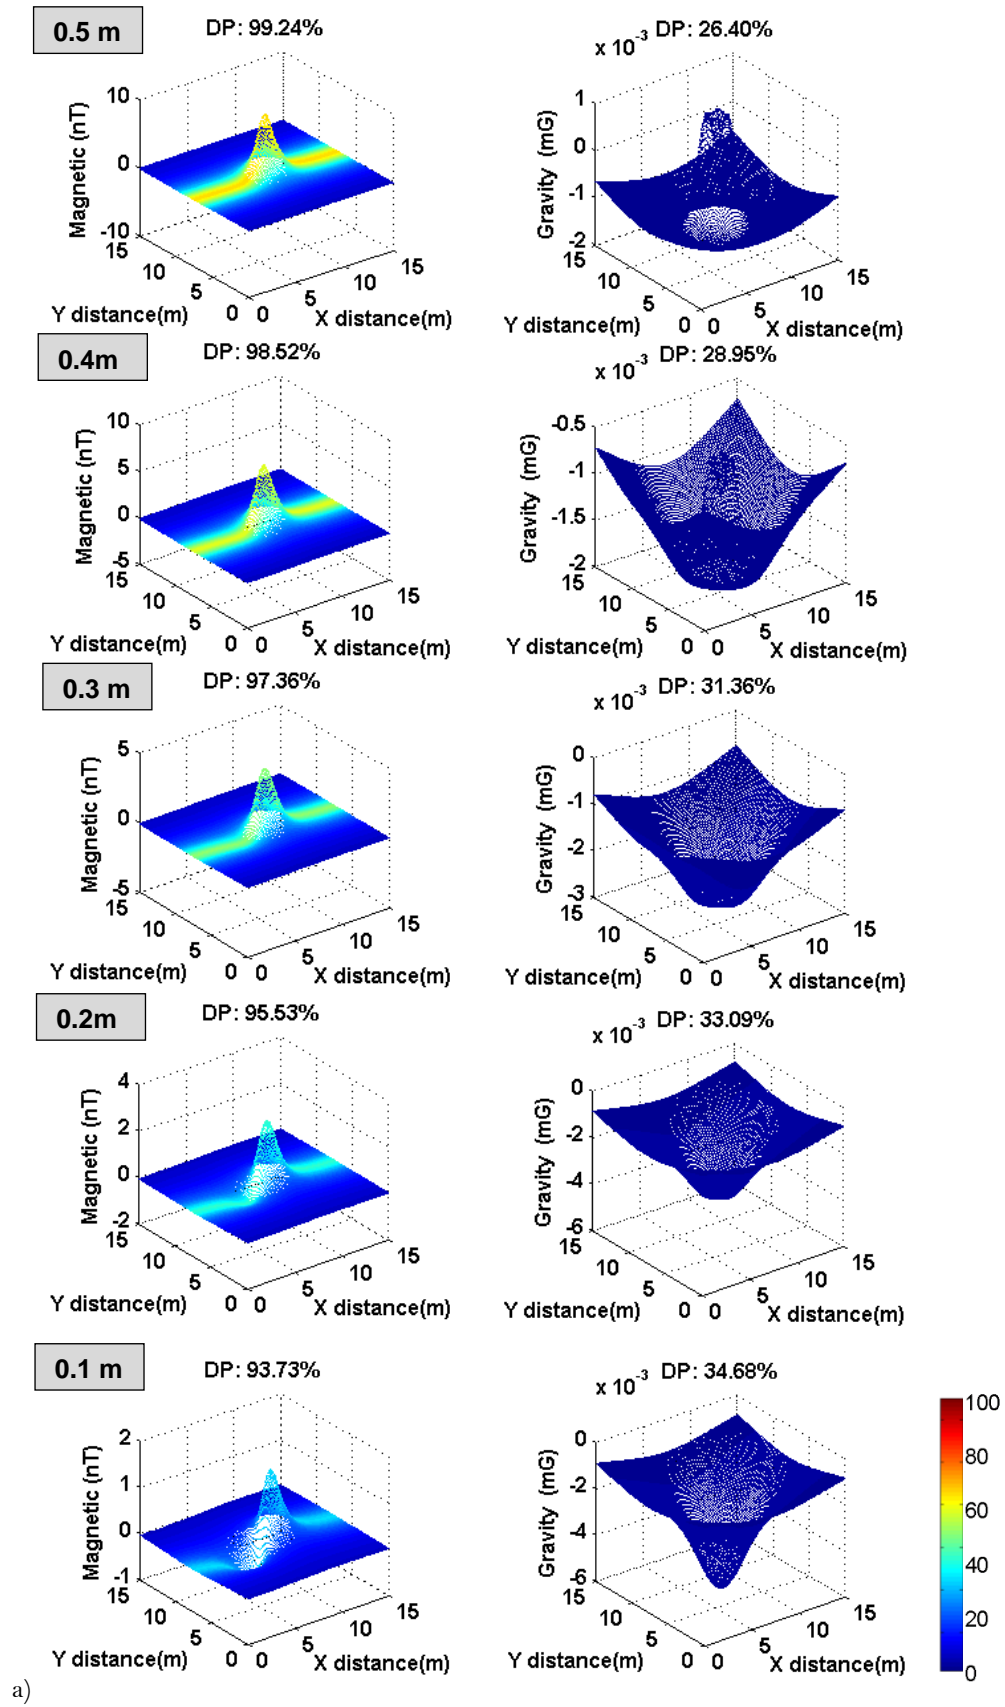 0.5 m
DP: 99.24%
x 10-3 DP: 26.40%
Magnetic (nT)
10
0
-10
15
10
5
0
Y distance(m)
0
5
10
15
X distance(m)
Gravity (mG)
1
0
-1
-2
15
10
5
0
Y distance(m)
0
5
10
15
X distance(m)
0.4m
DP: 98.52%
x 10-3 DP: 28.95%
Magnetic (nT)
10
5
0
-5
15
10
5
0
Y distance(m)
0
5
10
15
X distance(m)
Gravity (mG)
-0.5
-1
-1.5
-2
15
10
5
0
Y distance(m)
0
5
10
15
X distance(m)
0.3 m
DP: 97.36%
x 10-3 DP: 31.36%
Magnetic (nT)
5
0
-5
15
10
5
0
Y distance(m)
0
5
10
15
X distance(m)
Gravity (mG)
0
-1
-2
-3
15
10
5
0
Y distance(m)
0
5
10
15
X distance(m)
0.2m
DP: 95.53%
x 10-3 DP: 33.09%
Magnetic (nT)
4
2
0
-2
15
10
5
0
Y distance(m)
0
5
10
15
X distance(m)
Gravity (mG)
0
-2
-4
-6
15
10
5
0
Y distance(m)
0
5
10
15
X distance(m)
0.1 m
DP: 93.73%
x 10-3 DP: 34.68%
Magnetic (nT)
2
1
0
-1
15
10
5
0
Y distance(m)
0
5
10
15
X distance(m)
Gravity (mG)
0
-2
-4
-6
15
10
5
0
Y distance(m)
0
5
10
15
X distance(m)
100
80
60
40
20
0
a)